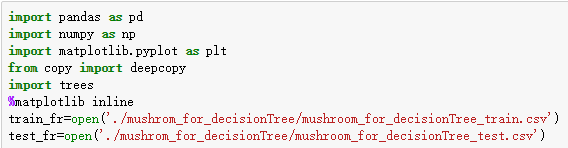 import pandas as pd
import numpy as np
import matplotlib.pyplot as plt
from copy import deepcopy
import trees
%matplotlib inline
train_fr=open('./mushrom_for_decisionTree/mushroom_for_decisionTree_train.csv')
test_fr=open('./mushrom_for_decisionTree/mushroom_for_decisionTree_test.csv')